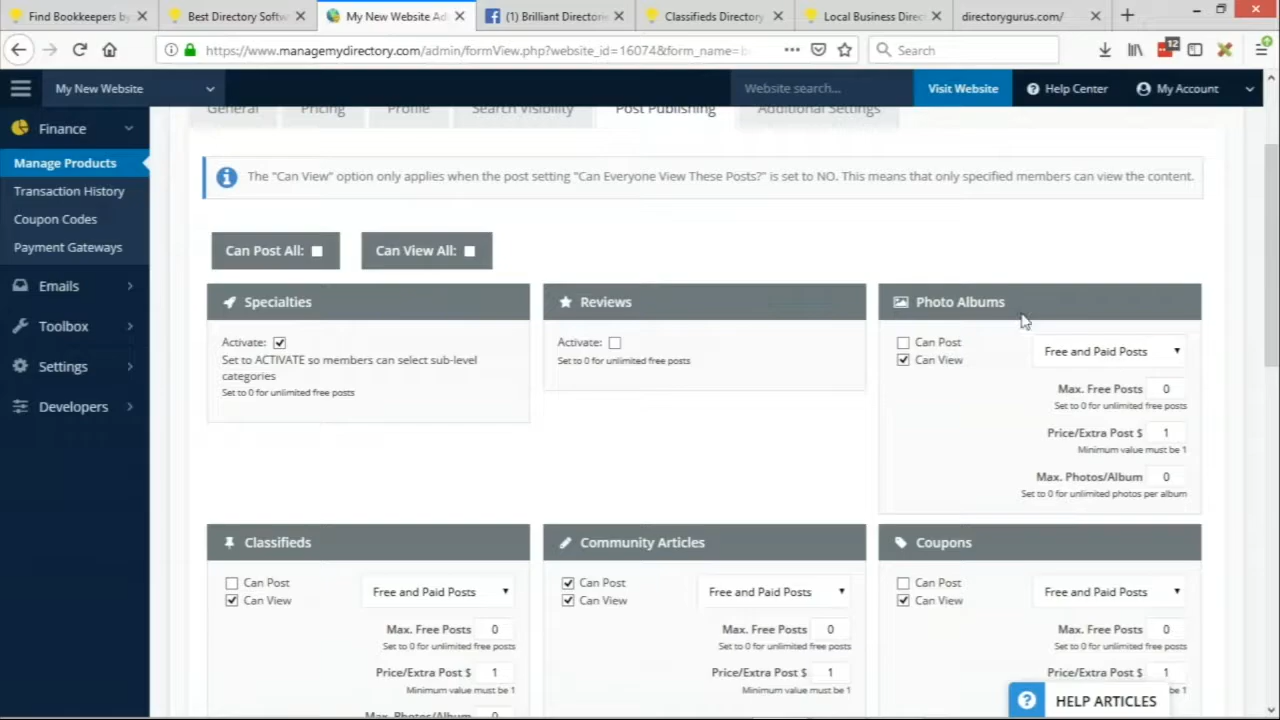 Find Bookkeepers by
Best Directory Softw
My New Website Ad
(1) Brilliant Directorie
Classifieds Directory
Local Business Direc
directorygurus.com/
https://www.managemydirectory.com/admin/formView.php?website_id=16074&form_name=b
Search
12
My New Website
Website search...
Visit Website
Help Center
My Account
Finance
Manage Products
Transaction History
Coupon Codes
Payment Gateways
Emails
Toolbox
Settings
Developers
General
Pricing
Profile
Search Visibility
Post Publishing
Additional Settings
The "Can View" option only applies when the post setting "Can Everyone View These Posts?" is set to NO. This means that only specified members can view the content.
Can Post All:
Can View All:
Specialties
Activate:
Set to ACTIVATE so members can select sub-level
categories
Set to 0 for unlimited free posts
Reviews
Activate:
Set to 0 for unlimited free posts
Photo Albums
Can Post
Can View
Free and Paid Posts
Max. Free Posts 0
Set to 0 for unlimited free posts
Price/Extra Post $ 1
Minimum value must be 1
Max. Photos/Album 0
Set to 0 for unlimited photos per album
Classifieds
Can Post
Can View
Free and Paid Posts
Max. Free Posts 0
Set to 0 for unlimited free posts
Price/Extra Post $ 1
Minimum value must be 1
Max. Photos/Album 0
Community Articles
Can Post
Can View
Free and Paid Posts
Max. Free Posts 0
Set to 0 for unlimited free posts
Price/Extra Post $ 1
Minimum value must be 1
Coupons
Can Post
Can View
Free and Paid Posts
Max. Free Posts 0
Set to 0 for unlimited free posts
Price/Extra Post $ 1
be 1
HELP ARTICLES